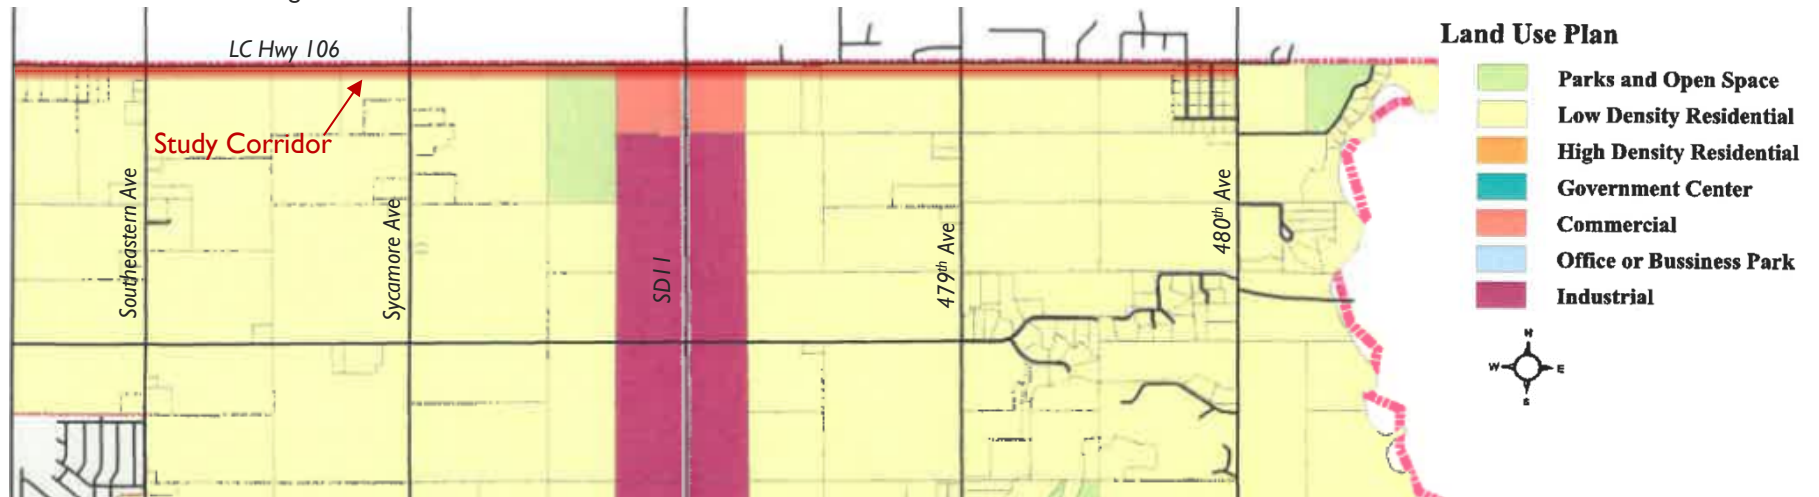 LC Hwy 106
Study Corridor
Southeastern Ave
Sycamore Ave
SD11
479th Ave
480th Ave
Land Use Plan
Parks and Open Space
Low Density Residential
High Density Residential
Government Center
Commercial
Office or Bussiness Park
Industrial
N
W
E
S